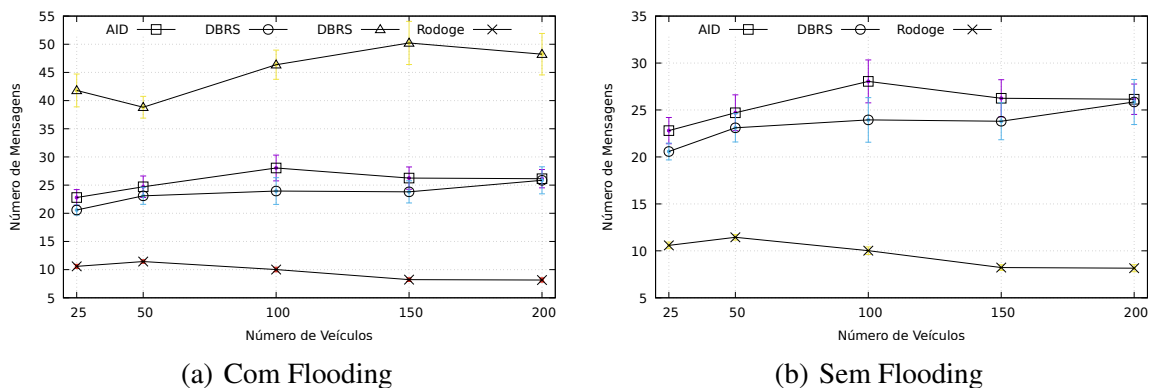 AID DBRS DBRS Rodoge
55
50
45
40
35
30
25
20
15
10
5
25 50 100 150 200
Número de Mensagens
Número de Veículos
(a) Com Flooding
AID DBRS Rodoge
35
30
25
20
15
10
5
25 50 100 150 200
Número de Mensagens
Número de Veículos
(b) Sem Flooding